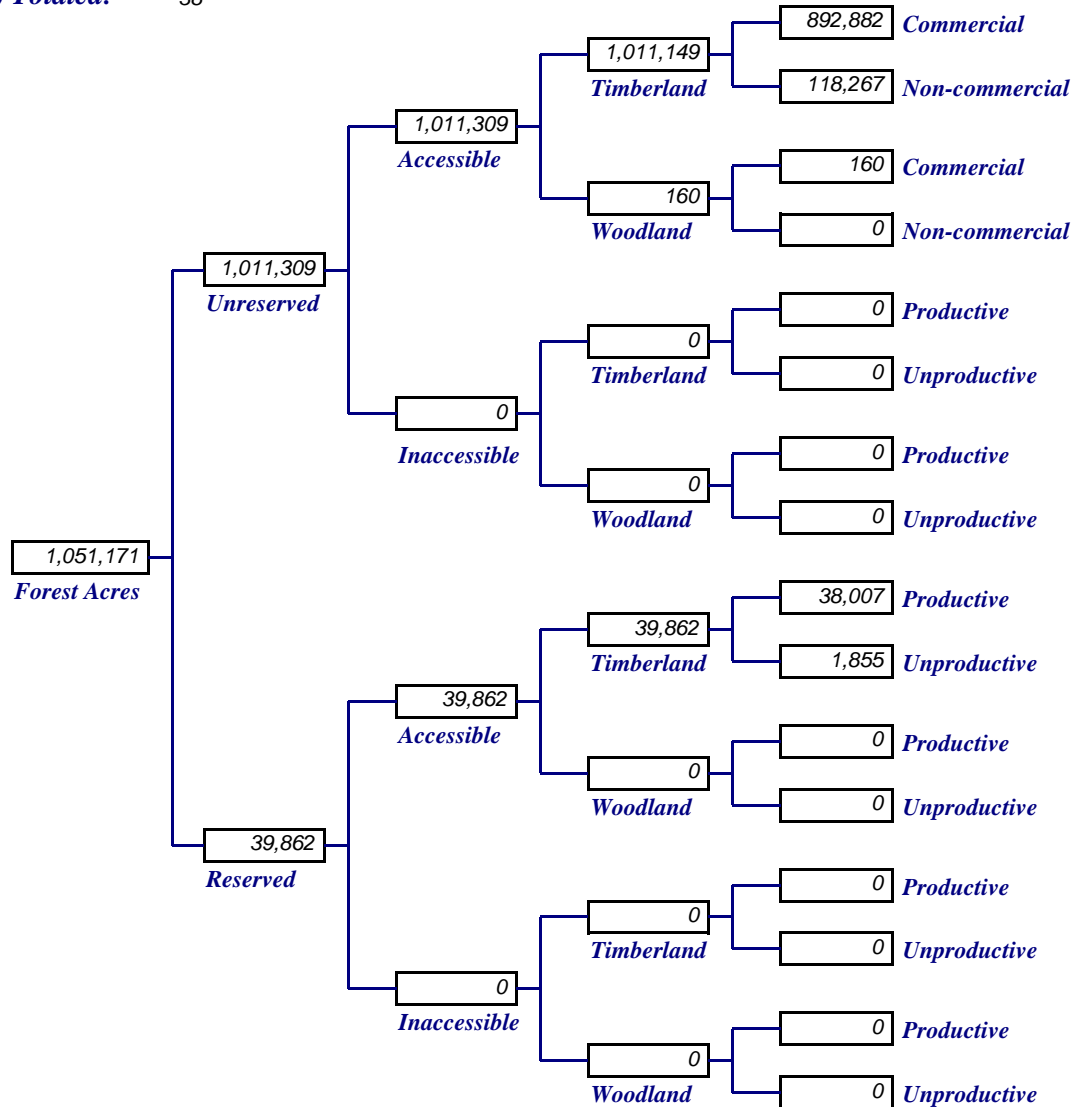 Totaled: 38
892,882 Commercial
1,011,149
Timberland
118,267 Non-commercial
1,011,309
Accessible
160 Commercial
160
Woodland
0 Non-commercial
1,011,309
Unreserved
0 Productive
0
Timberland
0 Unproductive
0
Inaccessible
0 Productive
0
Woodland
0 Unproductive
1,051,171
Forest Acres
38,007 Productive
39,862
Timberland
1,855 Unproductive
39,862
Accessible
0 Productive
0
Woodland
0 Unproductive
39,862
Reserved
0 Productive
0
Timberland
0 Unproductive
0
Inaccessible
0 Productive
0
Woodland
0 Unproductive